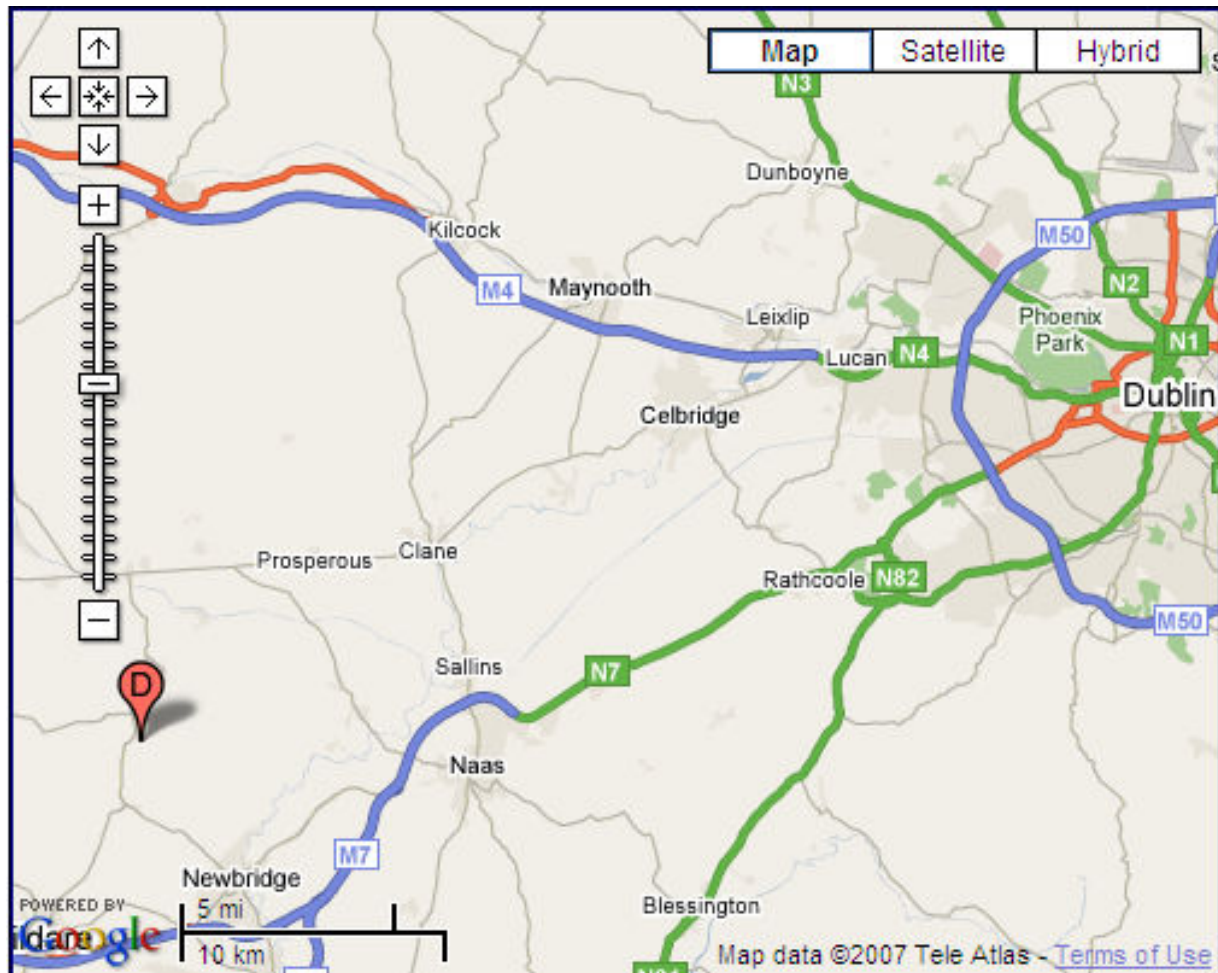 Map
Satellite
Hybrid
N3
Dunboyne
Kilcock
M50
M4
Maynooth
N2
Leixlip
Phoenix
Park
N1
Lucan
N4
Dublin
Celbridge
Prosperous
Clane
Rathcoole
N82
M50
Sallins
N7
D
Naas
M7
Newbridge
Blessington
POWERED BY
Google
ildare
5 mi
10 km
Map data ©2007 Tele Atlas - Terms of Use